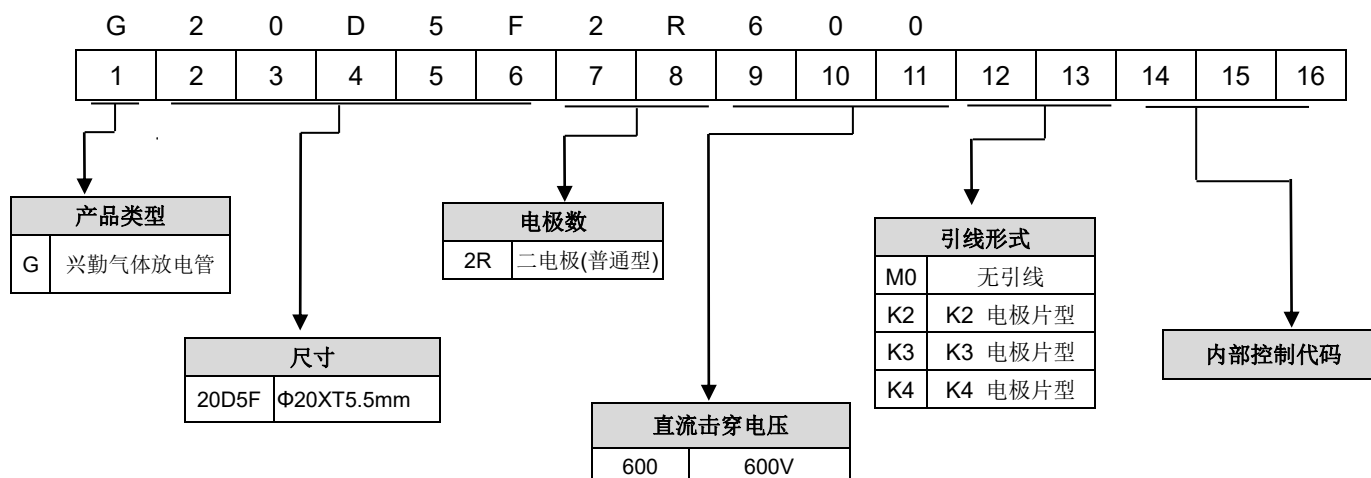 G 2 0 D 5 F 2 R 6 0 0
1 2 3 4 5 6 7 8 9 10 11 12 13 14 15 16
产品类型
G 兴勤气体放电管
尺寸
20D5F Φ20XT5.5mm
电极数
2R 二电极(普通型)
直流击穿电压
600 600V
引线形式
M0 无引线
K2 K2 电极片型
K3 K3 电极片型
K4 K4 电极片型
内部控制代码